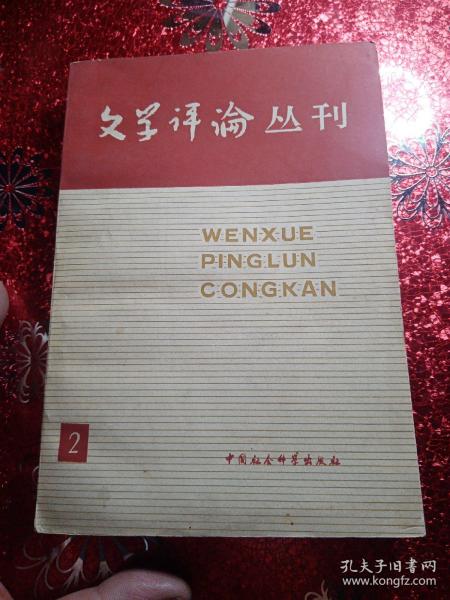 文学评论丛刊
WENXUE
PINGLUN
CONGKAN
2
中国社会科学出版社
孔夫子旧书网
www.kongfz.com